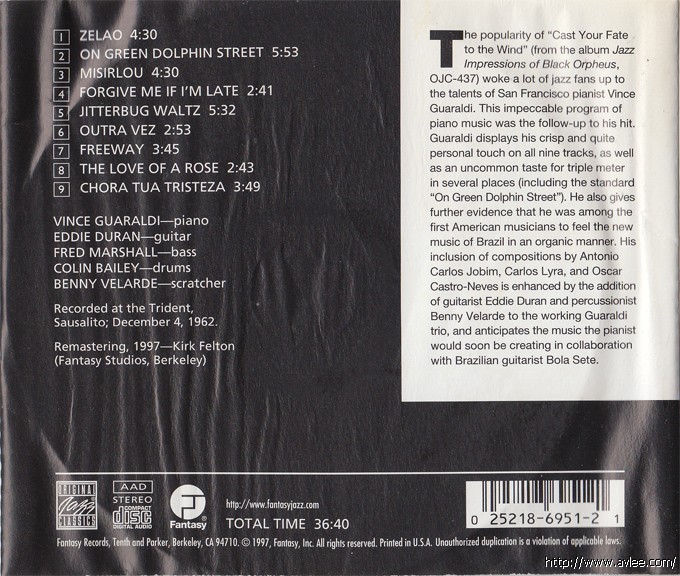 1 ZELAO 4:30
2 ON GREEN DOLPHIN STREET 5:53
3 MISIRLOU 4:30
4 FORGIVE ME IF I'M LATE 2:41
5 JITTERBUG WALTZ 5:32
6 OUTRA VEZ 2:53
7 FREEWAY 3:45
8 THE LOVE OF A ROSE 2:43
9 CHORA TUA TRISTEZA 3:49
VINCE GUARALDI—piano
EDDIE DURAN—guitar
FRED MARSHALL—bass
COLIN BAILEY—drums
BENNY VELARDE—scratcher
Recorded at the Trident,
Sausalito; December 4, 1962.
Remastering, 1997—Kirk Felton
(Fantasy Studios, Berkeley)
The popularity of “Cast Your Fate
to the Wind” (from the album Jazz
Impressions of Black Orpheus,
OJC-437) woke a lot of jazz fans up to
the talents of San Francisco pianist Vince
Guaraldi. This impeccable program of
piano music was the follow-up to his hit.
Guaraldi displays his crisp and quite
personal touch on all nine tracks, as well
as an uncommon taste for triple meter
in several places (including the standard
“On Green Dolphin Street”). He also gives
further evidence that he was among the
first American musicians to feel the new
music of Brazil in an organic manner. His
inclusion of compositions by Antonio
Carlos Jobim, Carlos Lyra, and Oscar
Castro-Neves is enhanced by the addition
of guitarist Eddie Duran and percussionist
Benny Velarde to the working Guaraldi
trio, and anticipates the music the pianist
would soon be creating in collaboration
with Brazilian guitarist Bola Sete.
ORIGINAL
Jazz
CLASSICS
AAD
STEREO
COMPACT
disc
DIGITAL AUDIO
Fantasy®
http://www.fantasyjazz.com
TOTAL TIME 36:40
0 25218-6951-2 1
Fantasy Records, Tenth and Parker, Berkeley, CA 94710. © 1997, Fantasy, Inc. All rights reserved. Printed in U.S.A. Unauthorized duplication is a violation of applicable laws.
http://www.avlee.com/